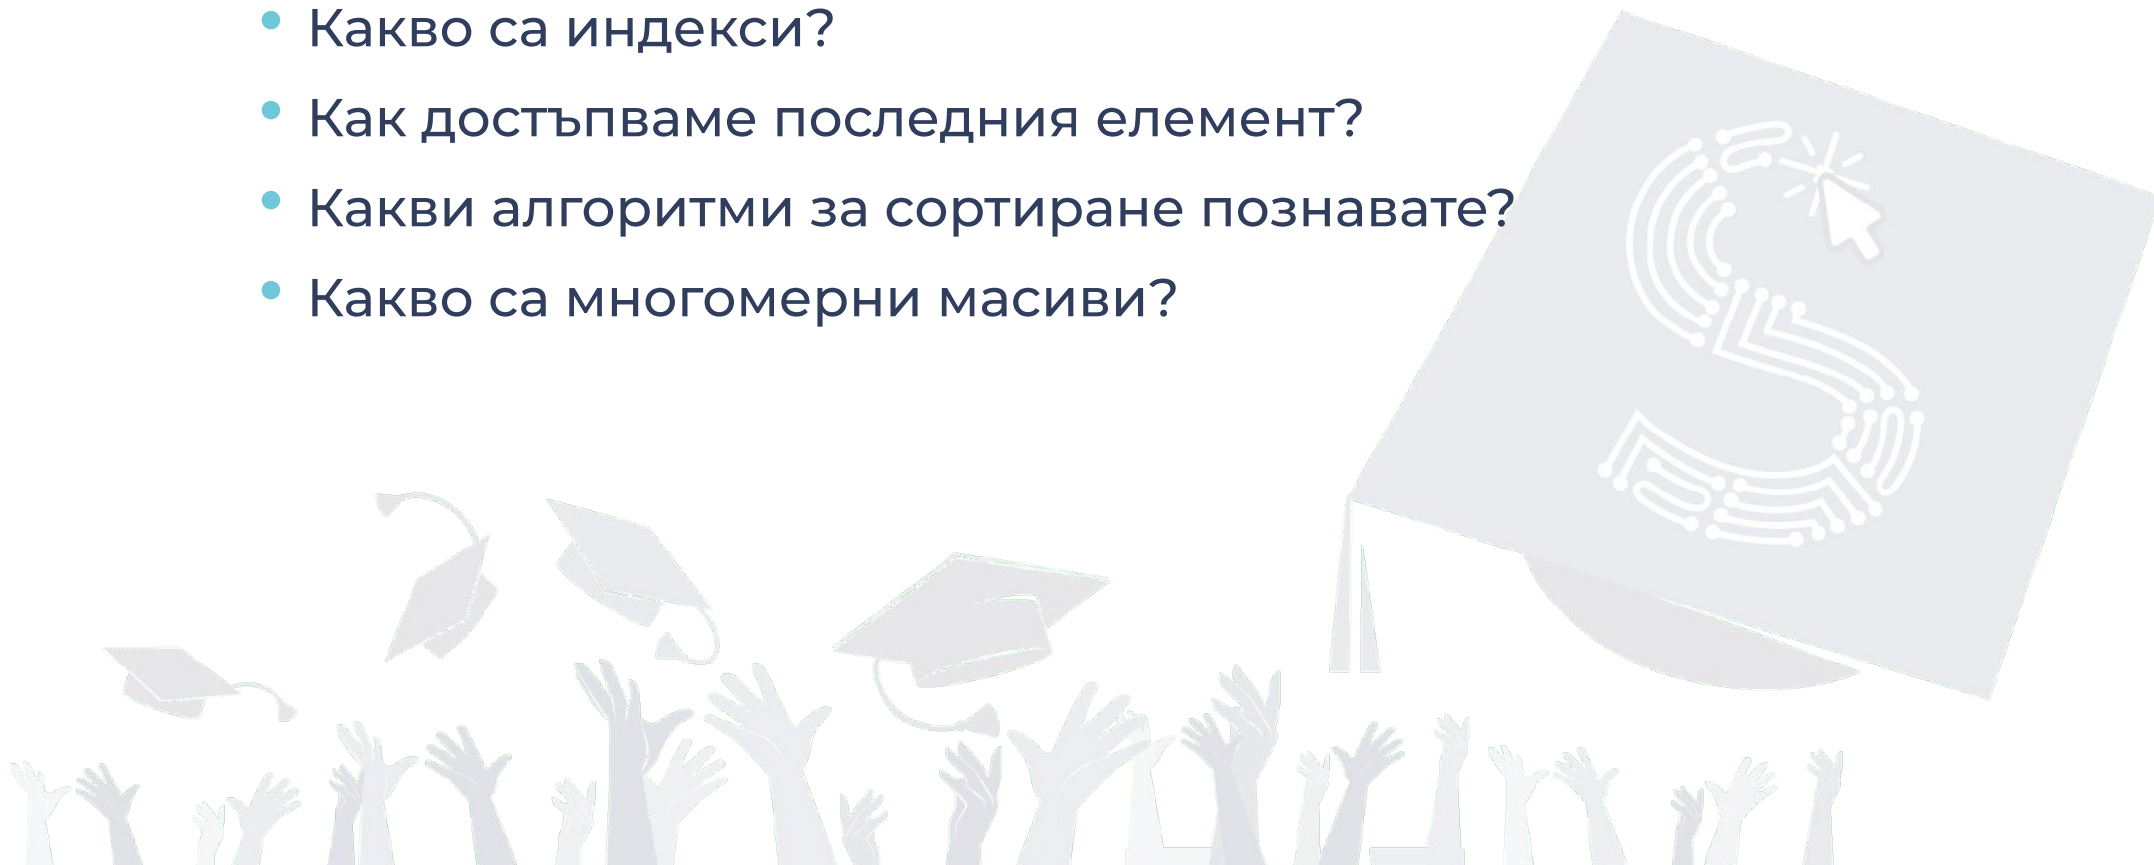 • Какво са индекси?
• Как достъпваме последния елемент?
• Какви алгоритми за сортиране познавате?
• Какво са многомерни масиви?